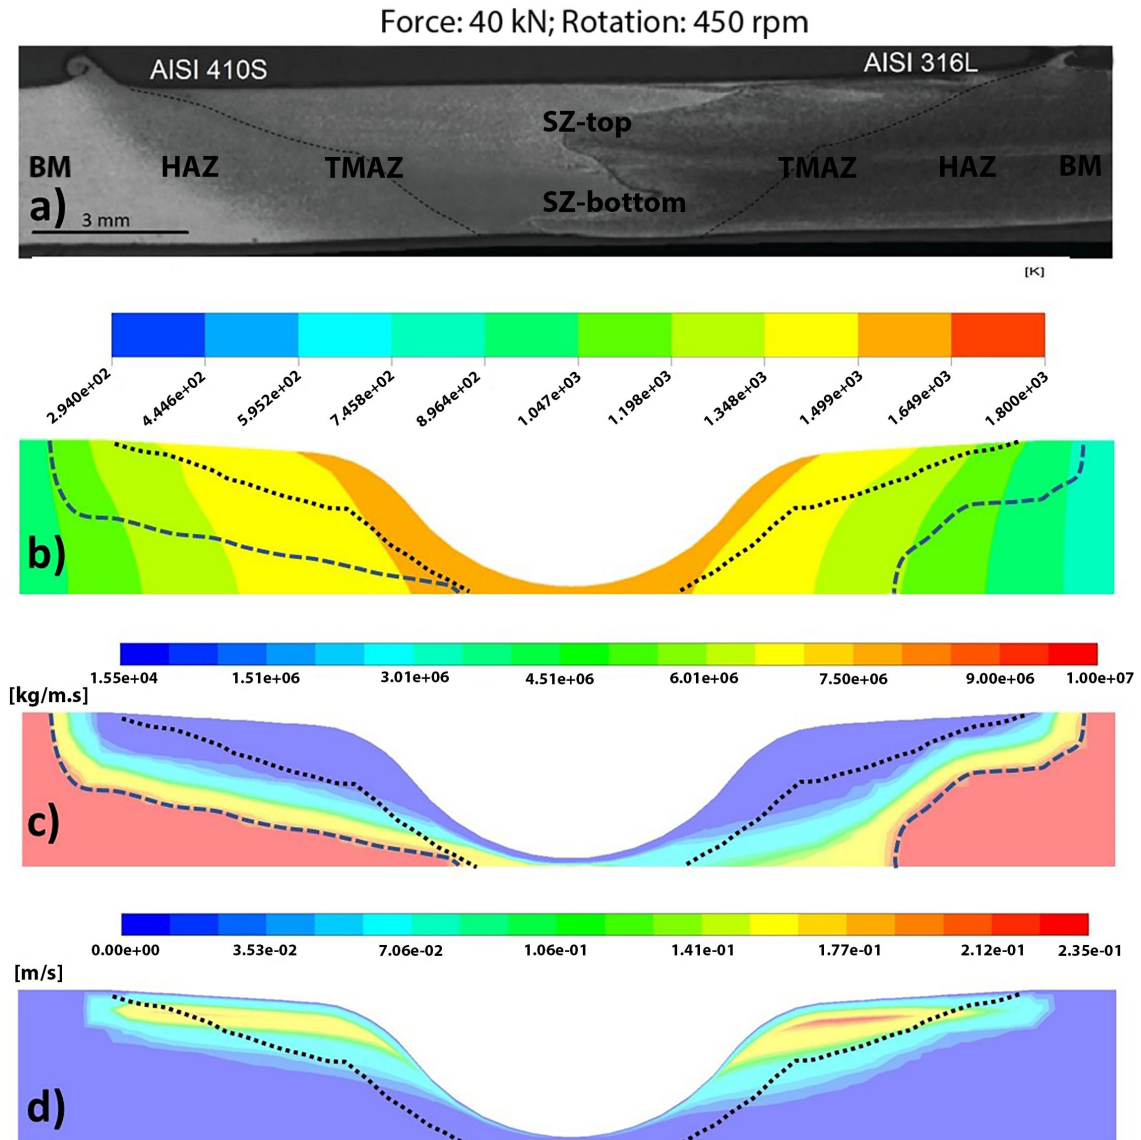 Force: 40 kN; Rotation: 450 rpm
AISI 410S
AISI 316L
SZ-top
BM
HAZ
TMAZ
TMAZ
HAZ
BM
SZ-bottom
a)
3 mm
[K]
2.940e+02
4.446e+02
5.952e+02
7.458e+02
8.964e+02
1.047e+03
1.198e+03
1.348e+03
1.499e+03
1.649e+03
1.800e+03
b)
1.55e+04 1.51e+06 3.01e+06 4.51e+06 6.01e+06 7.50e+06 9.00e+06 1.00e+07
[kg/m.s]
c)
0.00e+00 3.53e-02 7.06e-02 1.06e-01 1.41e-01 1.77e-01 2.12e-01 2.35e-01
[m/s]
d)